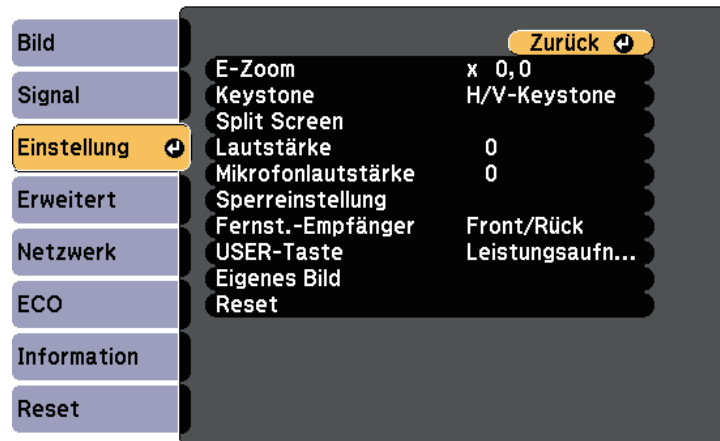 Bild
Signal
Einstellung
Erweitert
Netzwerk
ECO
Information
Reset
Zurück
E-Zoom x 0,0
Keystone H/V-Keystone
Split Screen
Lautstärke 0
Mikrofonlautstärke 0
Sperreinstellung
Fernst.-Empfänger Front/Rück
USER-Taste Leistungsaufn...
Eigenes Bild
Reset